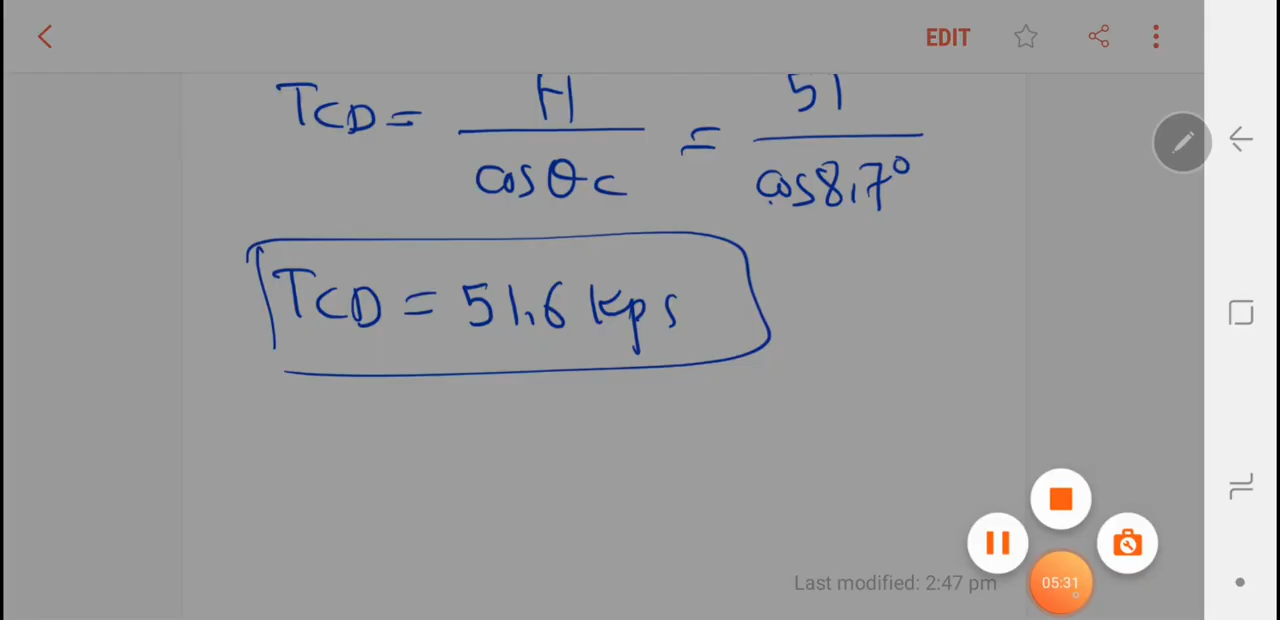 EDIT
TCD = H / cosθc = 51 / cos8,7°
TCD = 51,6 kps
Last modified: 2:47 pm
05:31